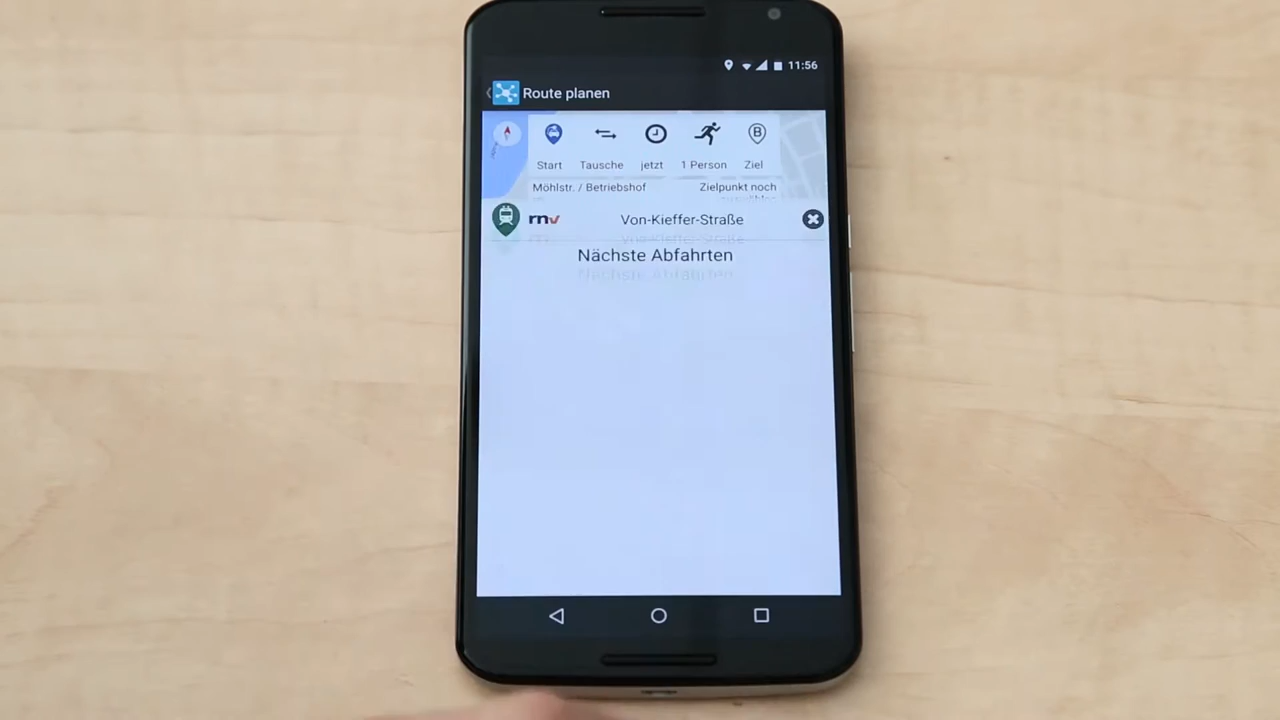 11:56
Route planen
B
Start Tausche jetzt 1 Person Ziel
Möhlstr. / Betriebshof Zielpunkt noch
rnv Von-Kieffer-Straße
Nächste Abfahrten